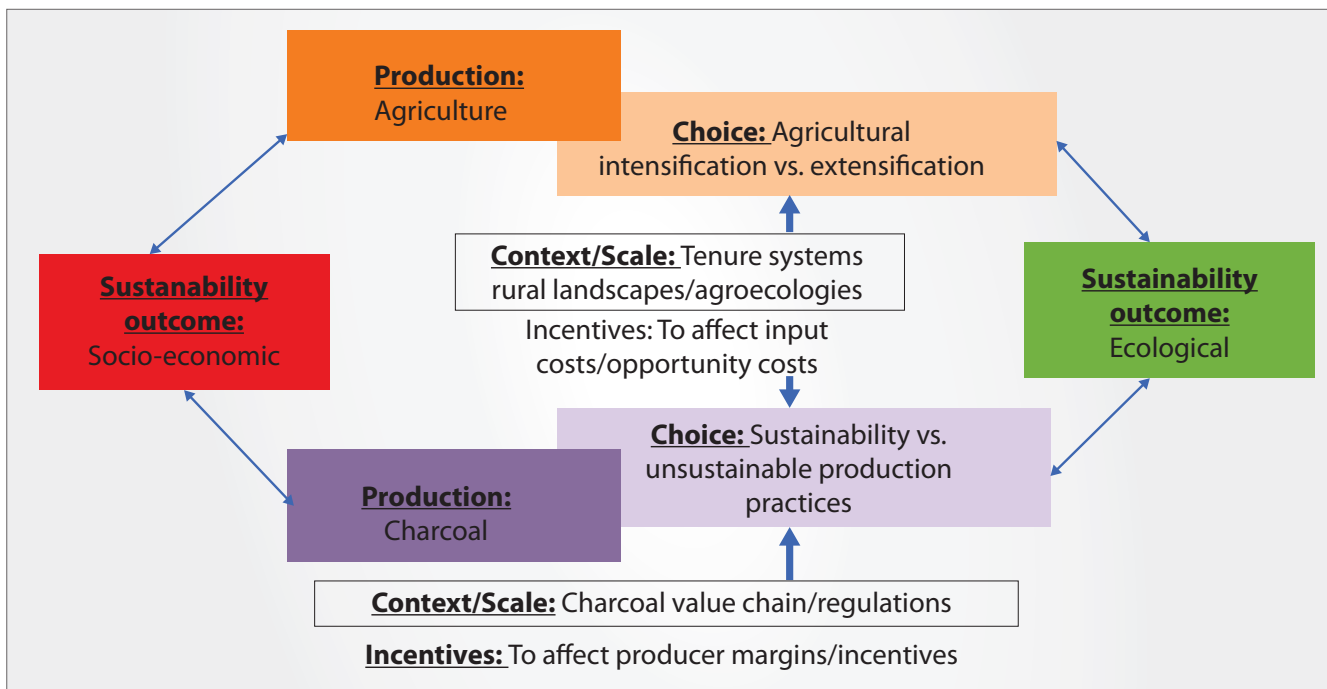 Production:
Agriculture
Choice: Agricultural
intensification vs. extensification
Context/Scale: Tenure systems
rural landscapes/agroecologies
Incentives: To affect input
costs/opportunity costs
Sustanability
outcome:
Socio-economic
Sustainability
outcome:
Ecological
Choice: Sustainability vs.
unsustainable production
practices
Production:
Charcoal
Context/Scale: Charcoal value chain/regulations
Incentives: To affect producer margins/incentives